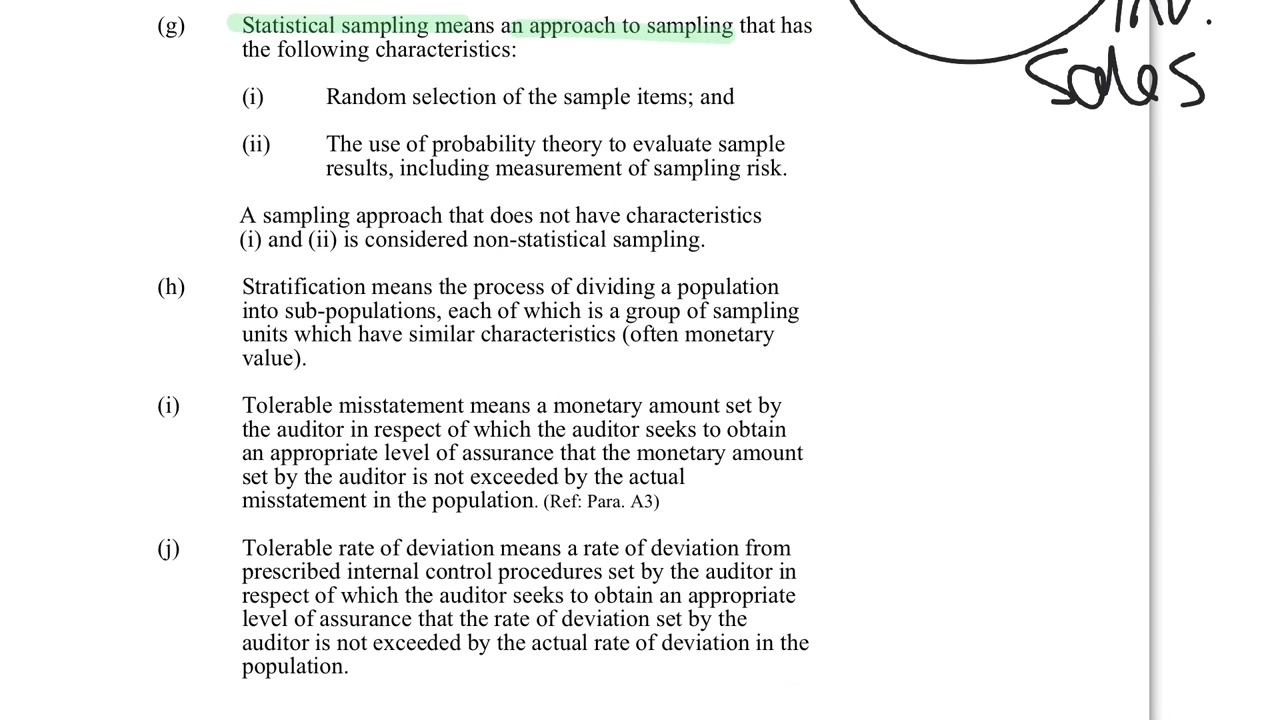 (g) Statistical sampling means an approach to sampling that has
the following characteristics:
(i) Random selection of the sample items; and
(ii) The use of probability theory to evaluate sample
results, including measurement of sampling risk.
A sampling approach that does not have characteristics
(i) and (ii) is considered non-statistical sampling.
(h) Stratification means the process of dividing a population
into sub-populations, each of which is a group of sampling
units which have similar characteristics (often monetary
value).
(i) Tolerable misstatement means a monetary amount set by
the auditor in respect of which the auditor seeks to obtain
an appropriate level of assurance that the monetary amount
set by the auditor is not exceeded by the actual
misstatement in the population. (Ref: Para. A3)
(j) Tolerable rate of deviation means a rate of deviation from
prescribed internal control procedures set by the auditor in
respect of which the auditor seeks to obtain an appropriate
level of assurance that the rate of deviation set by the
auditor is not exceeded by the actual rate of deviation in the
population.
Sales